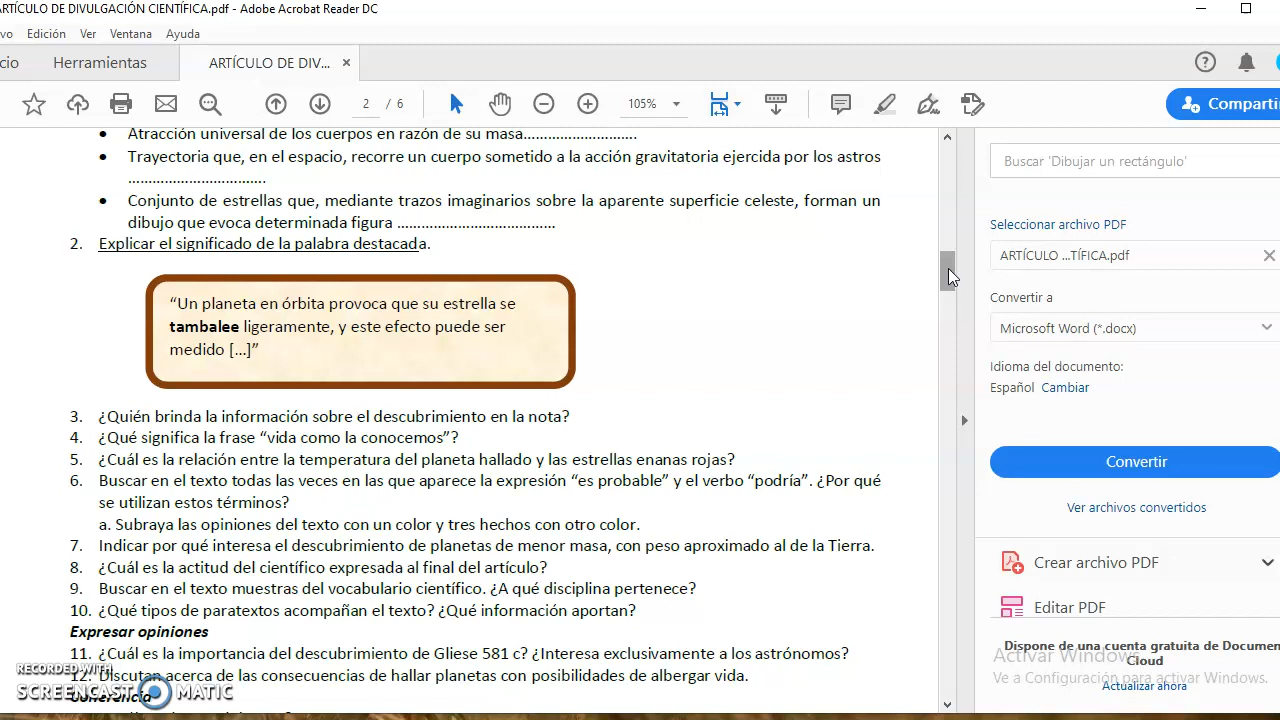 ARTÍCULO DE DIVULGACIÓN CIENTÍFICA.pdf - Adobe Acrobat Reader DC
vo Edición Ver Ventana Ayuda
cio Herramientas ARTÍCULO DE DIV... ×
2 / 6 105% Compartir
Atracción universal de los cuerpos en razón de su masa…………………………….
Buscar 'Dibujar un rectángulo'
• Trayectoria que, en el espacio, recorre un cuerpo sometido a la acción gravitatoria ejercida por los astros
…………………………….
• Conjunto de estrellas que, mediante trazos imaginarios sobre la aparente superficie celeste, forman un
dibujo que evoca determinada figura …………………………………
2. Explicar el significado de la palabra destacada.
“Un planeta en órbita provoca que su estrella se
tambalee ligeramente, y este efecto puede ser
medido […]”
3. ¿Quién brinda la información sobre el descubrimiento en la nota?
4. ¿Qué significa la frase “vida como la conocemos”?
5. ¿Cuál es la relación entre la temperatura del planeta hallado y las estrellas enanas rojas?
6. Buscar en el texto todas las veces en las que aparece la expresión “es probable” y el verbo “podría”. ¿Por qué
se utilizan estos términos?
a. Subraya las opiniones del texto con un color y tres hechos con otro color.
7. Indicar por qué interesa el descubrimiento de planetas de menor masa, con peso aproximado al de la Tierra.
8. ¿Cuál es la actitud del científico expresada al final del artículo?
9. Buscar en el texto muestras del vocabulario científico. ¿A qué disciplina pertenece?
10. ¿Qué tipos de paratextos acompañan el texto? ¿Qué información aportan?
Expresar opiniones
11. ¿Cuál es la importancia del descubrimiento de Gliese 581 c? ¿Interesa exclusivamente a los astrónomos?
12. Discutan acerca de las consecuencias de hallar planetas con posibilidades de albergar vida.
Coherencia
RECORDED WITH
SCREENCAST MATIC
Seleccionar archivo PDF
ARTÍCULO ...TÍFICA.pdf
Convertir a
Microsoft Word (*.docx)
Idioma del documento:
Español Cambiar
Convertir
Ver archivos convertidos
Crear archivo PDF
Editar PDF
Dispone de una cuenta gratuita de Documen
Cloud
Actualizar ahora
Activar Windows
Ve a Configuración para activar Windows.